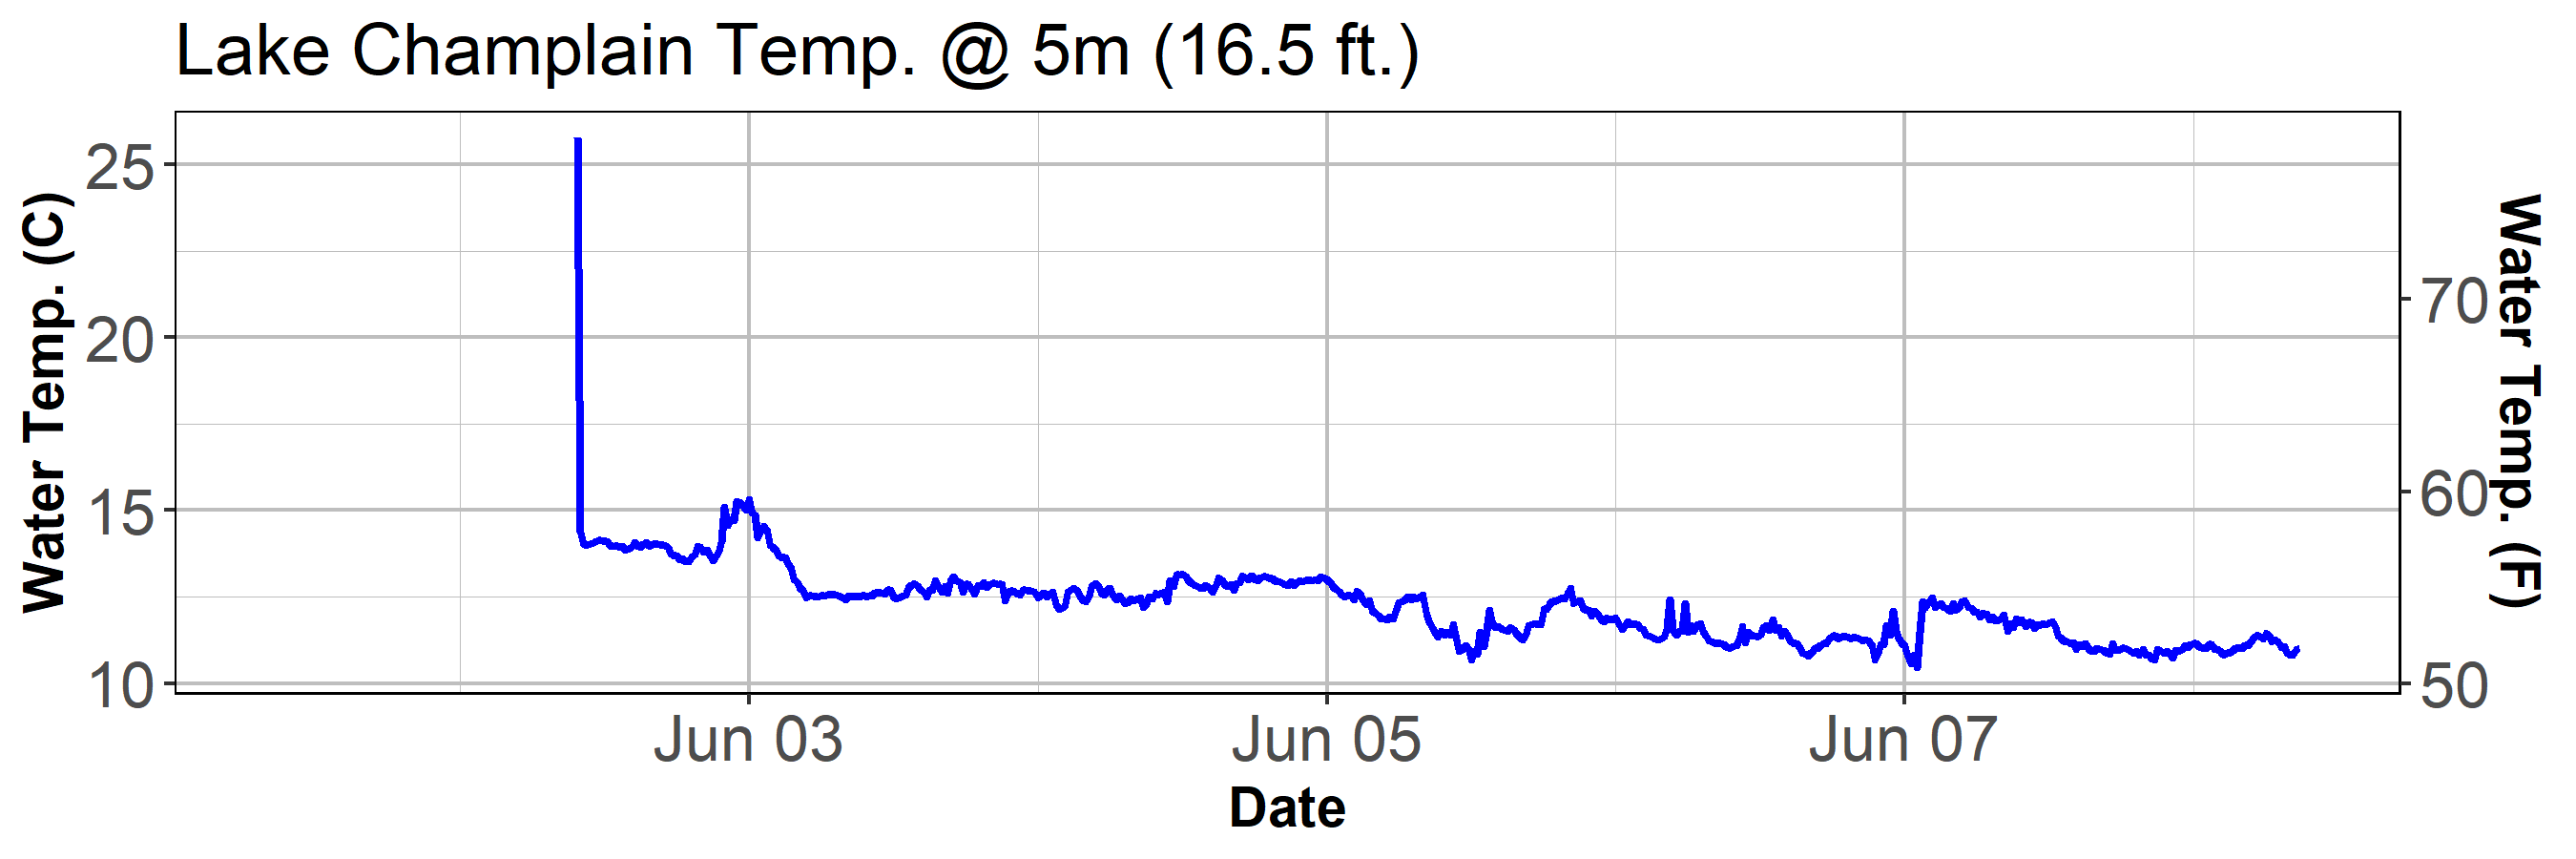 Lake Champlain Temp. @ 5m (16.5 ft.)
Water Temp. (C)
25
20
15
10
70
60
50
Water Temp. (F)
Jun 03
Jun 05
Jun 07
Date